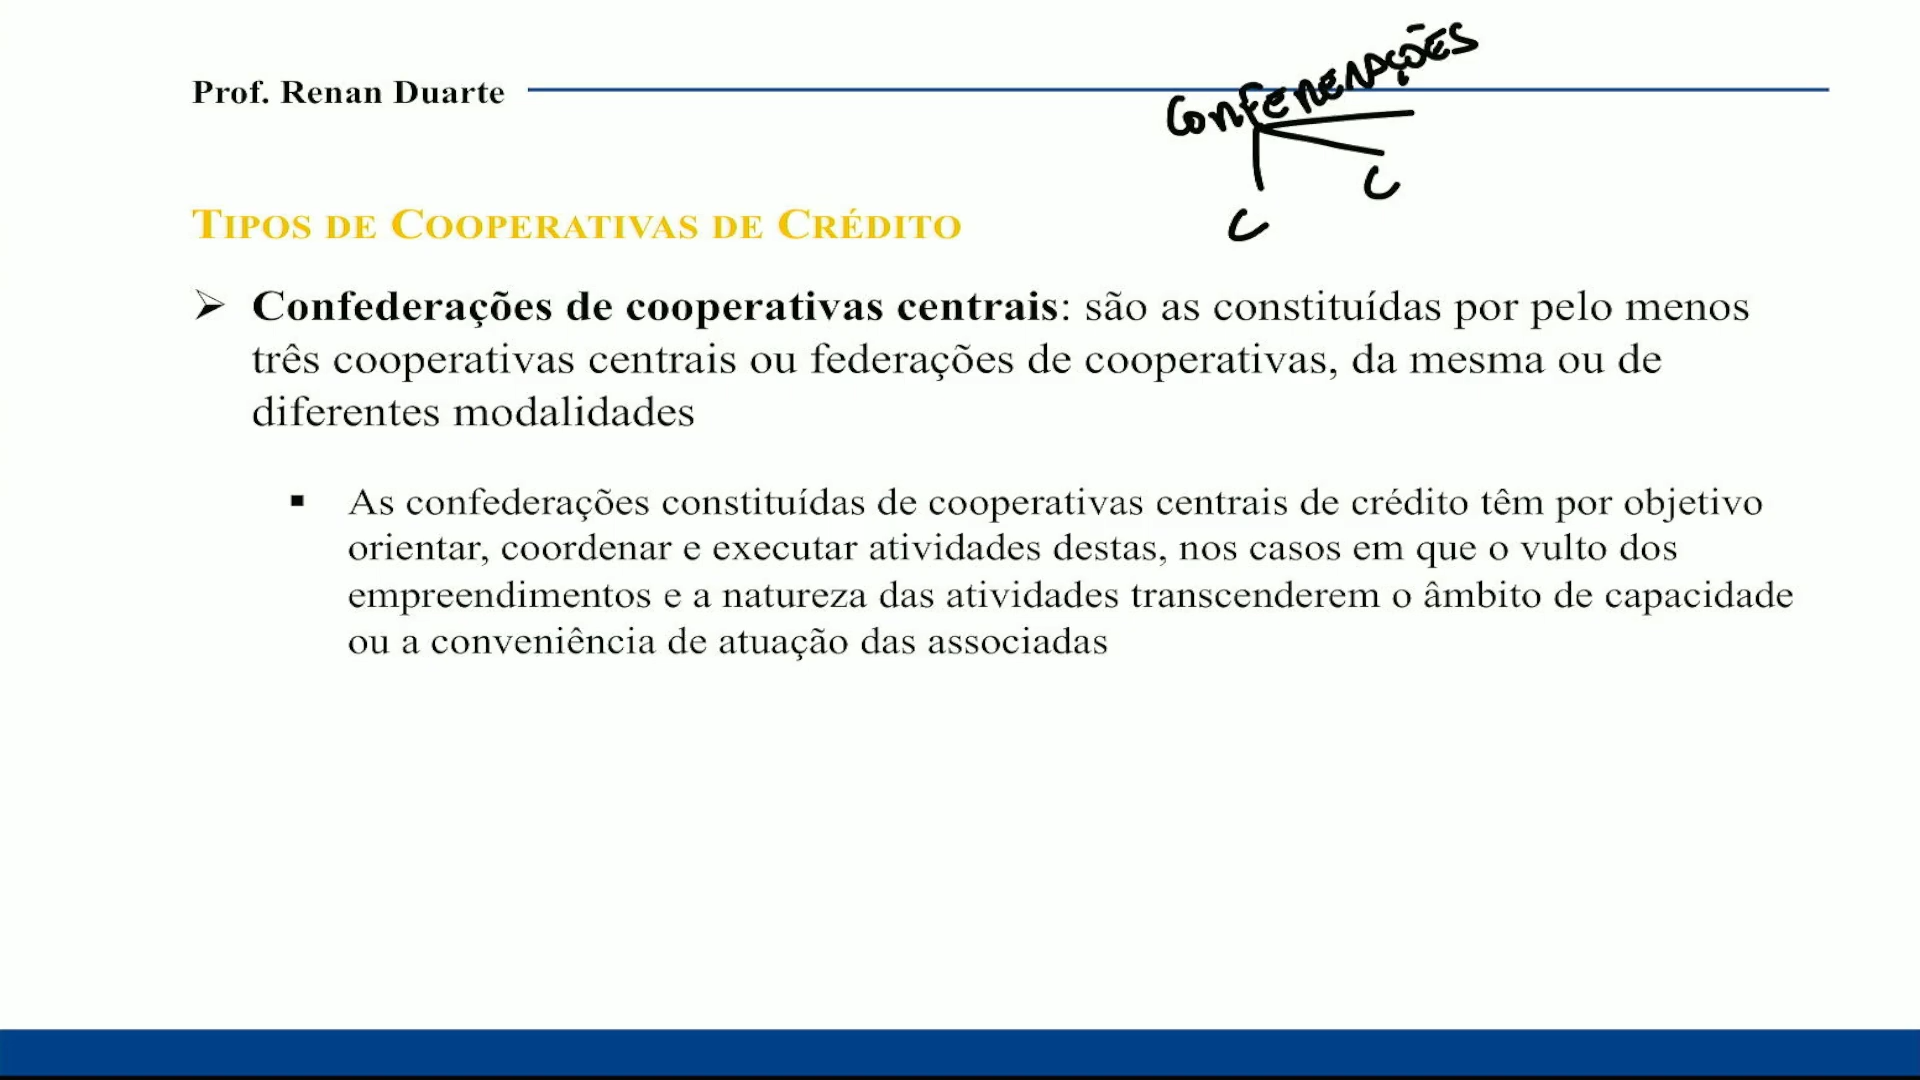 CONFEDERAÇÕES
Prof. Renan Duarte
C
C
TIPOS DE COOPERATIVAS DE CRÉDITO
➢ Confederações de cooperativas centrais: são as constituídas por pelo menos
três cooperativas centrais ou federações de cooperativas, da mesma ou de
diferentes modalidades
▪ As confederações constituídas de cooperativas centrais de crédito têm por objetivo
orientar, coordenar e executar atividades destas, nos casos em que o vulto dos
empreendimentos e a natureza das atividades transcenderem o âmbito de capacidade
ou a conveniência de atuação das associadas